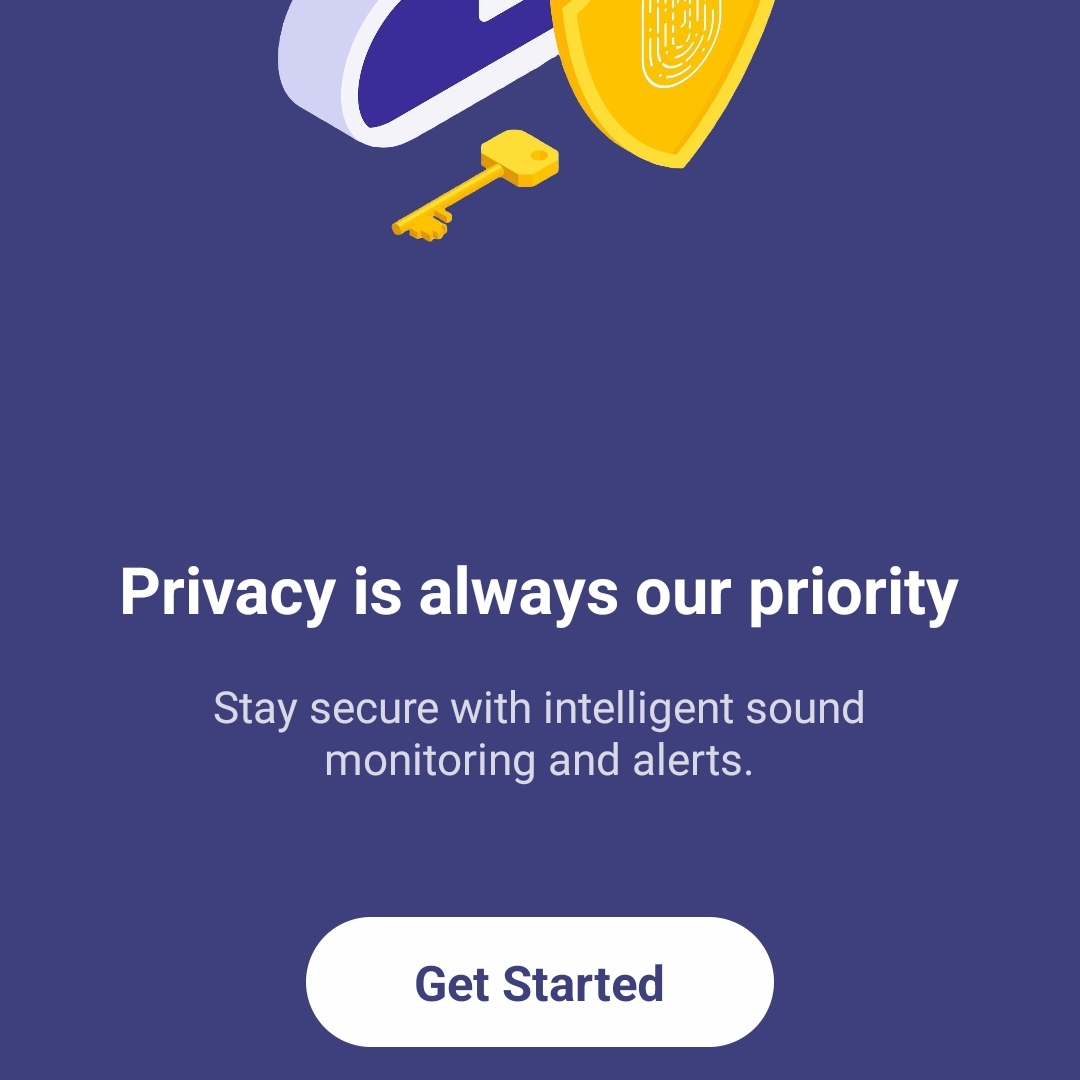 Privacy is always our priority
Stay secure with intelligent sound
monitoring and alerts.
Get Started